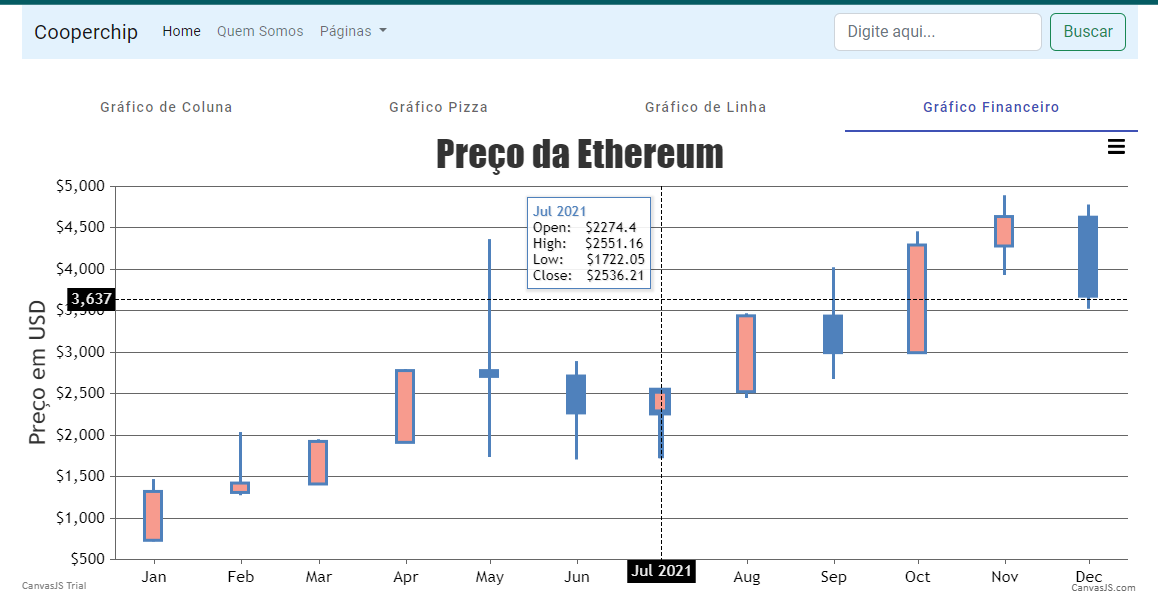 Cooperchip Home Quem Somos Páginas Digite aqui... Buscar
Gráfico de Coluna Gráfico Pizza Gráfico de Linha Gráfico Financeiro
Preço da Ethereum
Preço em USD
$5,000
$4,500
$4,000
3,637
$3,500
$3,000
$2,500
$2,000
$1,500
$1,000
$500
Jul 2021
Open: $2274.4
High: $2551.16
Low: $1722.05
Close: $2536.21
Jan Feb Mar Apr May Jun Jul 2021 Aug Sep Oct Nov Dec
CanvasJS Trial CanvasJS.com